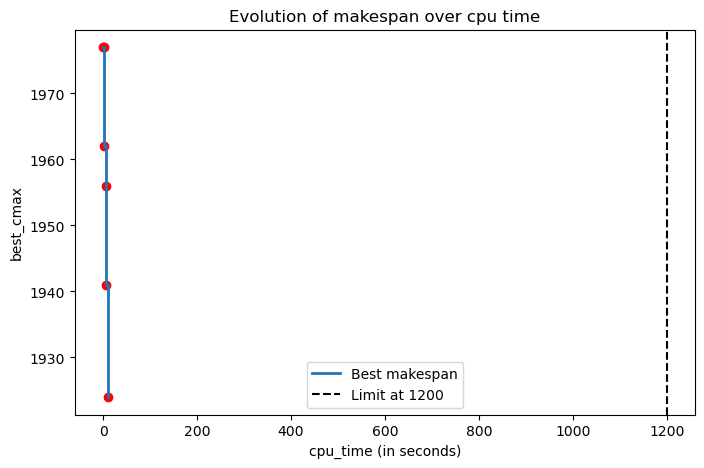 Evolution of makespan over cpu time
best_cmax
1970
1960
1950
1940
1930
Best makespan
Limit at 1200
0 200 400 600 800 1000 1200
cpu_time (in seconds)